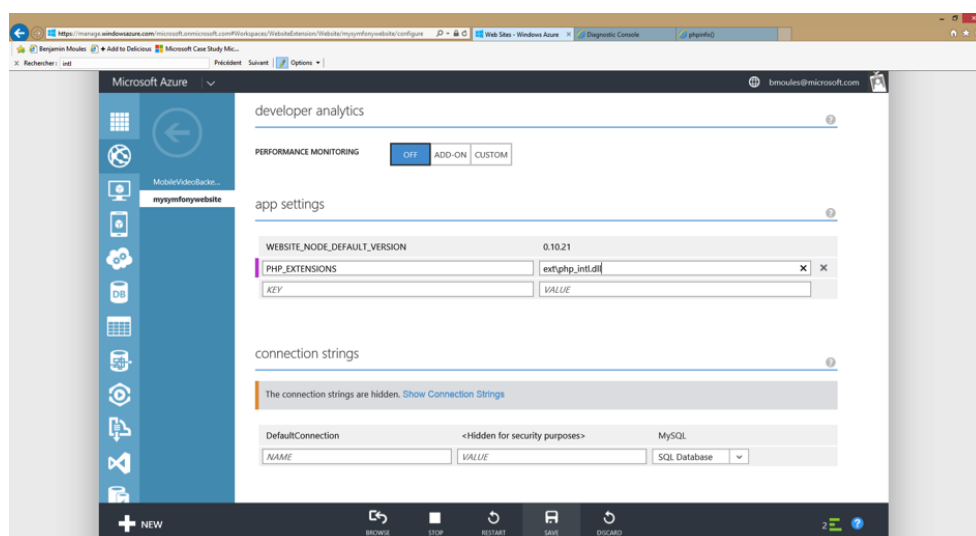 https://manage.windowsazure.com/microsoft.onmicrosoft.com#Workspaces/WebsiteExtension/Website/mysymfonywebsite/configure
Web Sites - Windows Azure
Diagnostic Console
phpinfo()
Benjamin Moules
Add to Delicious
Microsoft Case Study Mic...
x Rechercher: intl Précédent Suivant Options
Microsoft Azure
bmoules@microsoft.com
developer analytics
PERFORMANCE MONITORING OFF ADD-ON CUSTOM
MobileVideoBacke...
mysymfonywebsite
app settings
WEBSITE_NODE_DEFAULT_VERSION 0.10.21
PHP_EXTENSIONS ext\php_intl.dll
KEY VALUE
DB
connection strings
The connection strings are hidden. Show Connection Strings
DefaultConnection <Hidden for security purposes> MySQL
NAME VALUE SQL Database
NEW
BROWSE STOP RESTART SAVE DISCARD
2